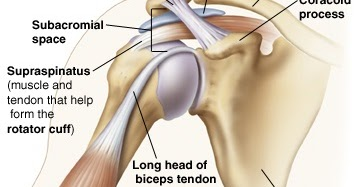 Coracoid
process
Subacromial
space
Supraspinatus
(muscle and
tendon that help
form the
rotator cuff)
Long head of
biceps tendon